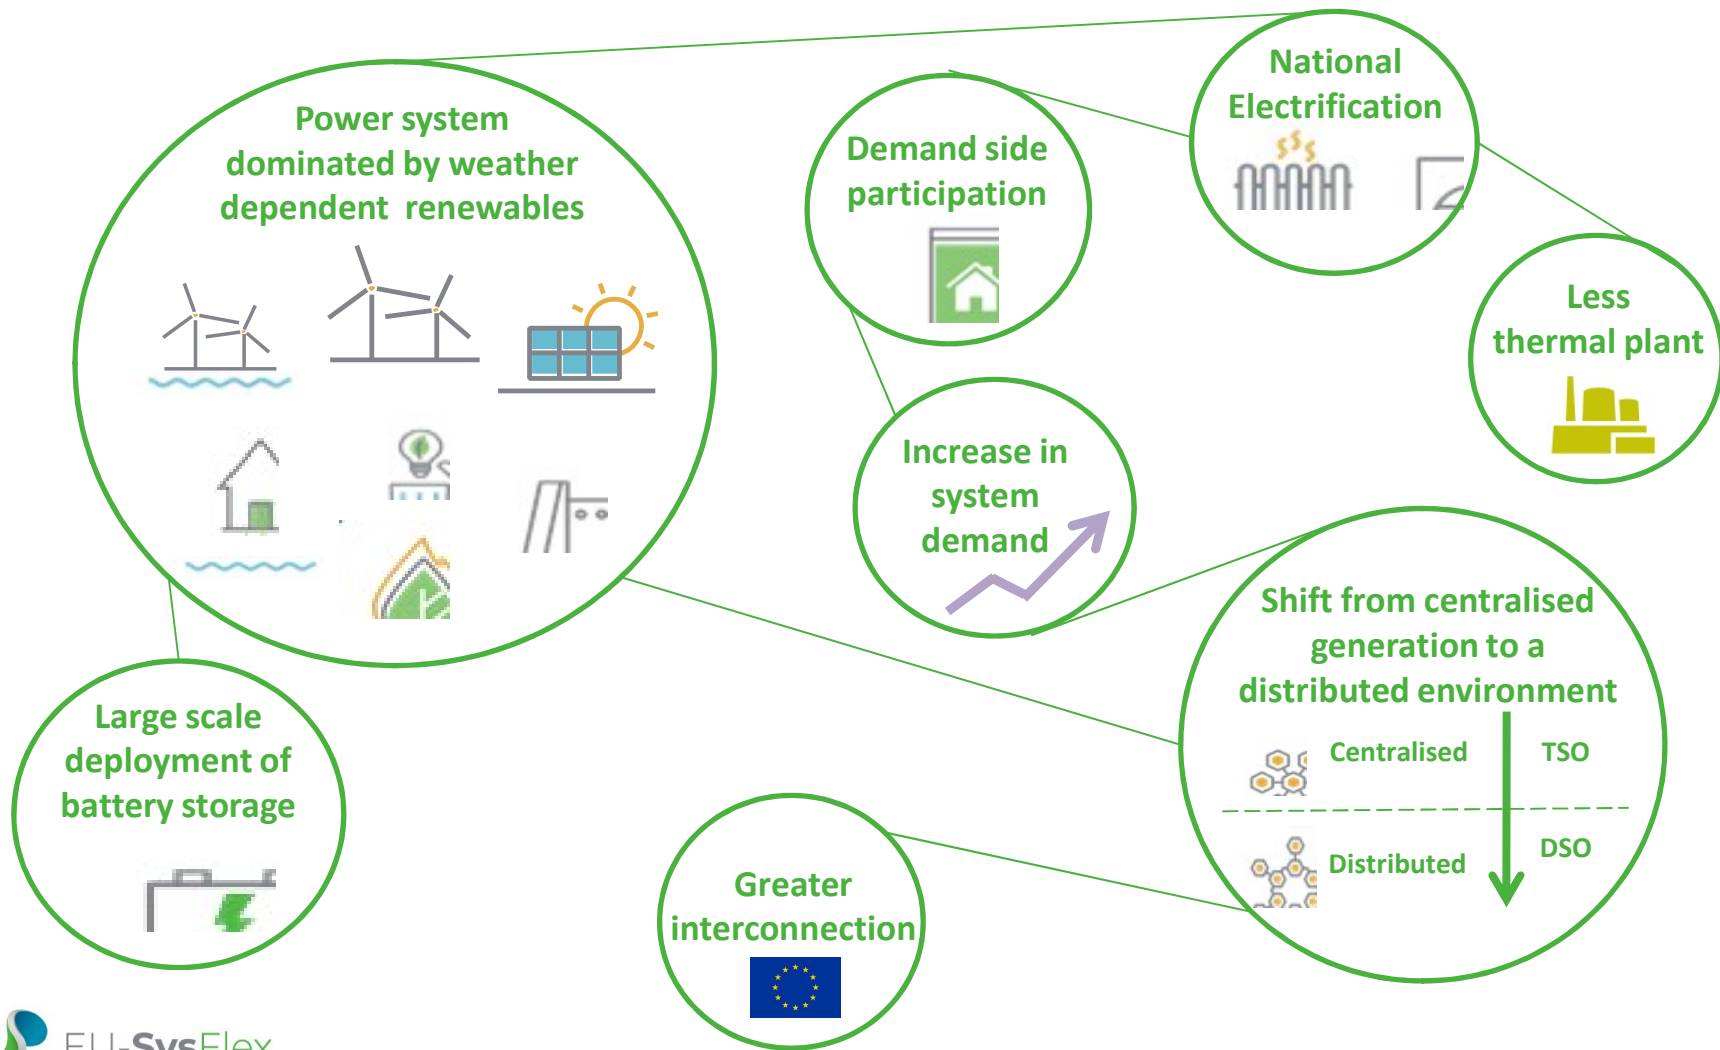 Power system
dominated by weather
dependent renewables
Demand side
participation
National
Electrification
Less
thermal plant
Increase in
system
demand
Shift from centralised
generation to a
distributed environment
Centralised
TSO
Distributed
DSO
Large scale
deployment of
battery storage
Greater
interconnection
EU-SysFlex